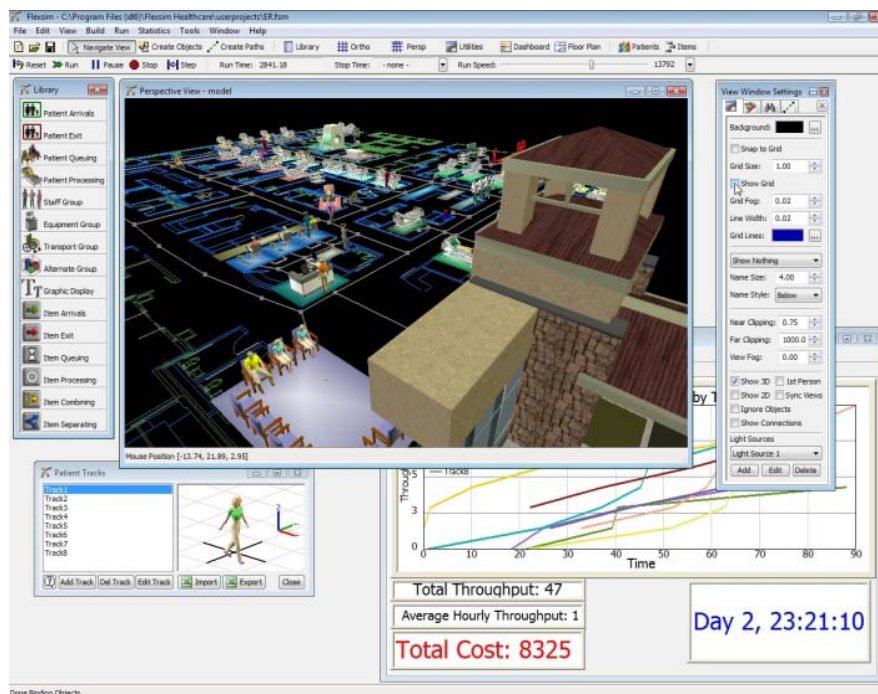 Flexsim - C:\Program Files (x86)\Flexsim Healthcare\userprojects\ER.fsm
File Edit View Build Run Statistics Tools Window Help
Navigate View Create Objects Create Paths Library Ortho Persp Utilities Dashboard Floor Plan Patients Items
Reset Run Pause Stop Step Run Time: 2841.18 Stop Time: - none - Run Speed: 13792
Library
Patient Arrivals
Patient Exit
Patient Queuing
Patient Processing
Staff Group
Equipment Group
Transport Group
Alternate Group
Graphic Display
Item Arrivals
Item Exit
Item Queuing
Item Processing
Item Combining
Item Separating
Perspective View - model
Mouse Position [-13.74, 21.89, 2.95]
View Window Settings
Background:
Snap to Grid
Grid Size: 1.00
Show Grid
Grid Fog: 0.02
Line Width: 0.02
Grid Lines:
Show Nothing
Name Size: 4.00
Name Style: Below
Near Clipping: 0.75
Far Clipping: 1000.0
View Fog: 0.00
Show 3D 1st Person
Show 2D Sync Views
Ignore Objects
Show Connections
Light Sources
Light Source 1
Add Edit Delete
Patient Tracks
Track1
Track2
Track3
Track4
Track5
Track6
Track7
Track8
Add Track Del Track Edit Track Import Export Close
by
Track8
3
0
0 10 20 30 40 50 60 70 80 90
Time
Total Throughput: 47
Average Hourly Throughput: 1
Total Cost: 8325
Day 2, 23:21:10